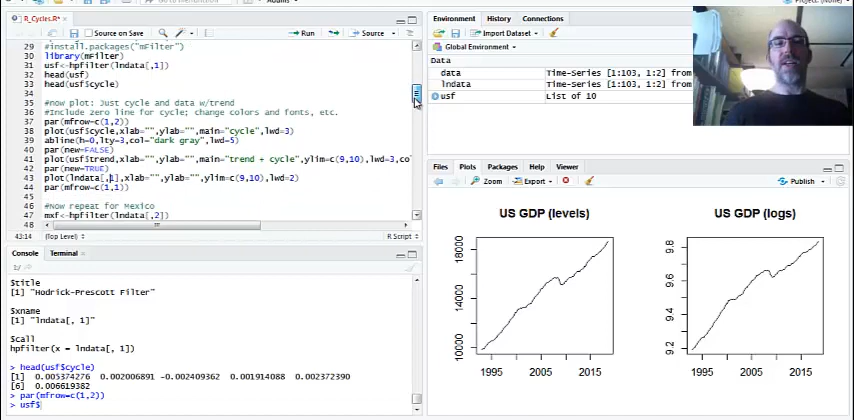 R_Cycles.R*
Source on Save
Run
Source
29 #install.packages("mFilter")
30 library(mFilter)
31 usf<-hpfilter(lndata[,1])
32 head(usf)
33 head(usf$cycle)
34
35 #now plot: Just cycle and data w/trend
36 #Include zero line for cycle; change colors and fonts, etc.
37 par(mfrow=c(1,2))
38 plot(usf$cycle,xlab="",ylab="",main="cycle",lwd=3)
39 abline(h=0,lty=3,col="dark gray",lwd=5)
40 par(new=FALSE)
41 plot(usf$trend,xlab="",ylab="",main="trend + cycle",ylim=c(9,10),lwd=3,co
42 par(new=TRUE)
43 plot(lndata[,1],xlab="",ylab="",ylim=c(9,10),lwd=2)
44 par(mfrow=c(1,1))
45
46 #Now repeat for Mexico
47 mxf<-hpfilter(lndata[,2])
48
43:14
(Top Level)
R Script
Console
Terminal
$title
[1] "Hodrick-Prescott Filter"
$xname
[1] "lndata[, 1]"
$call
hpfilter(x = lndata[, 1])
> head(usf$cycle)
[1] 0.005374276 0.002006891 -0.002409362 0.001914088 0.002372390
[6] 0.006619382
> par(mfrow=c(1,2))
> usf$
Environment
History
Connections
Import Dataset
Global Environment
Data
data Time-Series [1:103, 1:2] from
lndata Time-Series [1:103, 1:2] from
usf List of 10
Files
Plots
Packages
Help
Viewer
Zoom
Export
Publish
US GDP (levels)
10000 14000 18000
1995 2005 2015
US GDP (logs)
9.2 9.4 9.6 9.8
1995 2005 2015